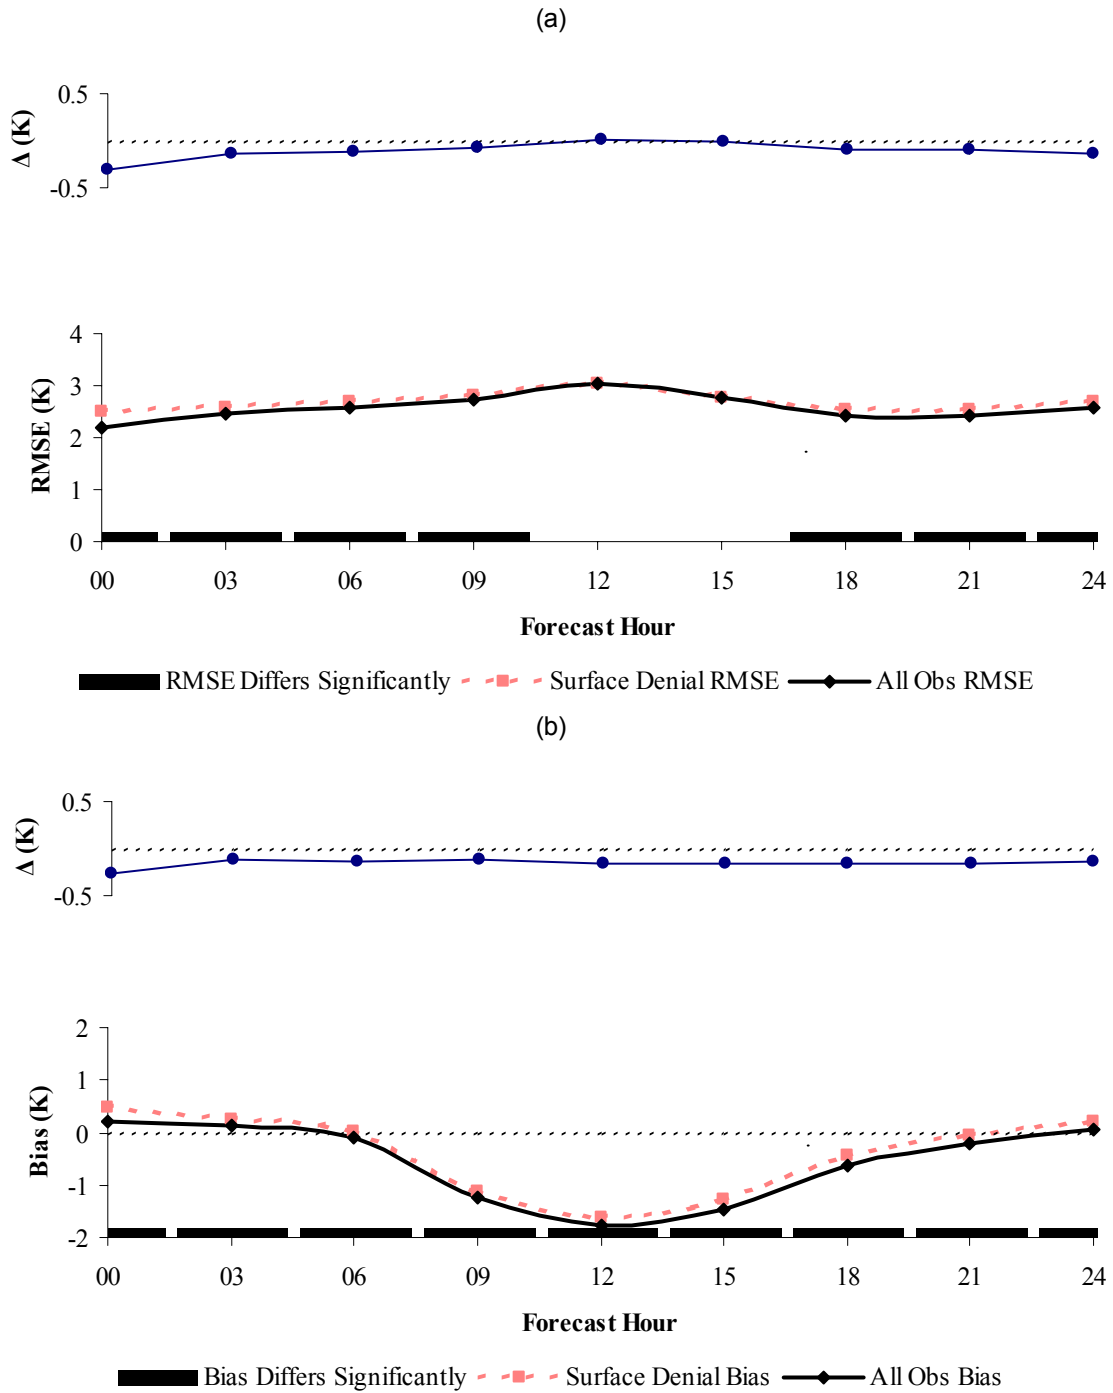 (a)
0.5
Δ (K)
-0.5
4
3
RMSE (K)
2
1
0
00 03 06 09 12 15 18 21 24
Forecast Hour
RMSE Differs Significantly Surface Denial RMSE All Obs RMSE
(b)
0.5
Δ (K)
-0.5
2
1
Bias (K)
0
-1
-2
00 03 06 09 12 15 18 21 24
Forecast Hour
Bias Differs Significantly Surface Denial Bias All Obs Bias